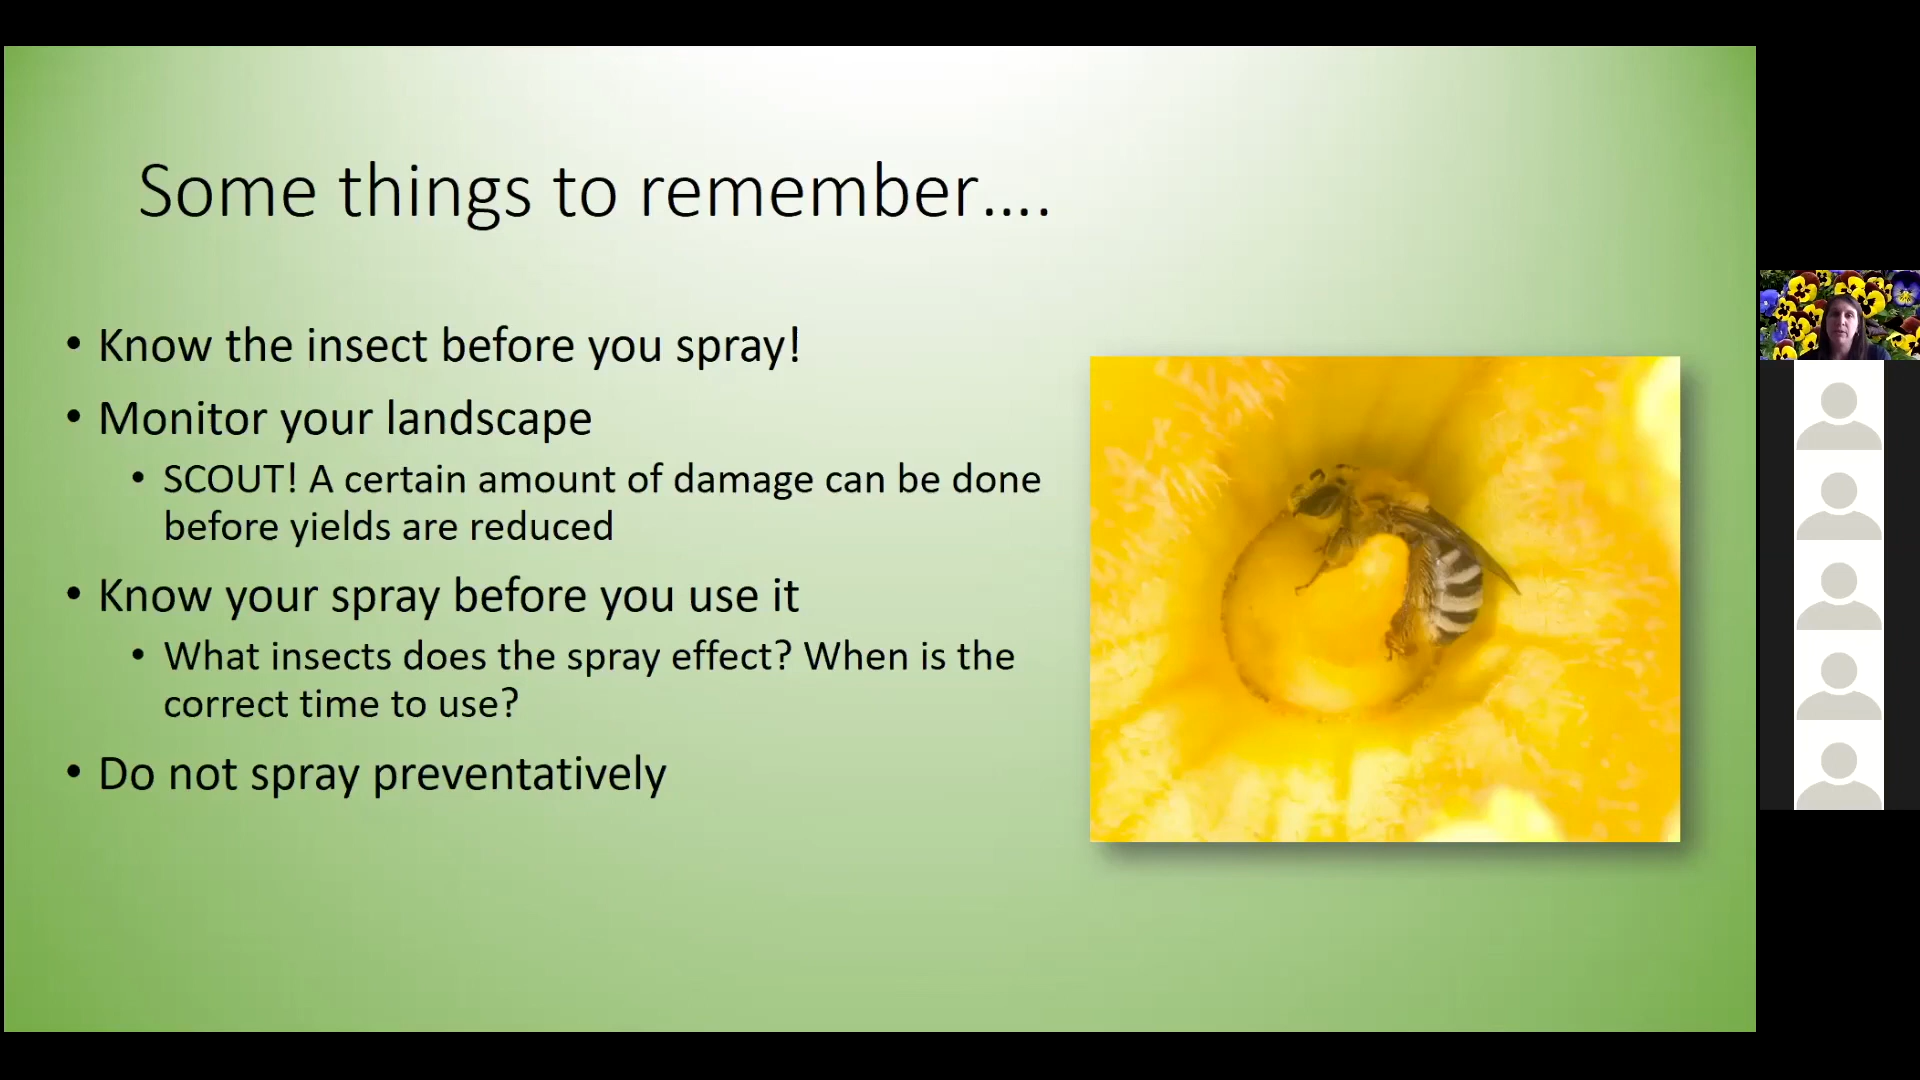 Some things to remember....
• Know the insect before you spray!
• Monitor your landscape
• SCOUT! A certain amount of damage can be done
before yields are reduced
• Know your spray before you use it
• What insects does the spray effect? When is the
correct time to use?
• Do not spray preventatively